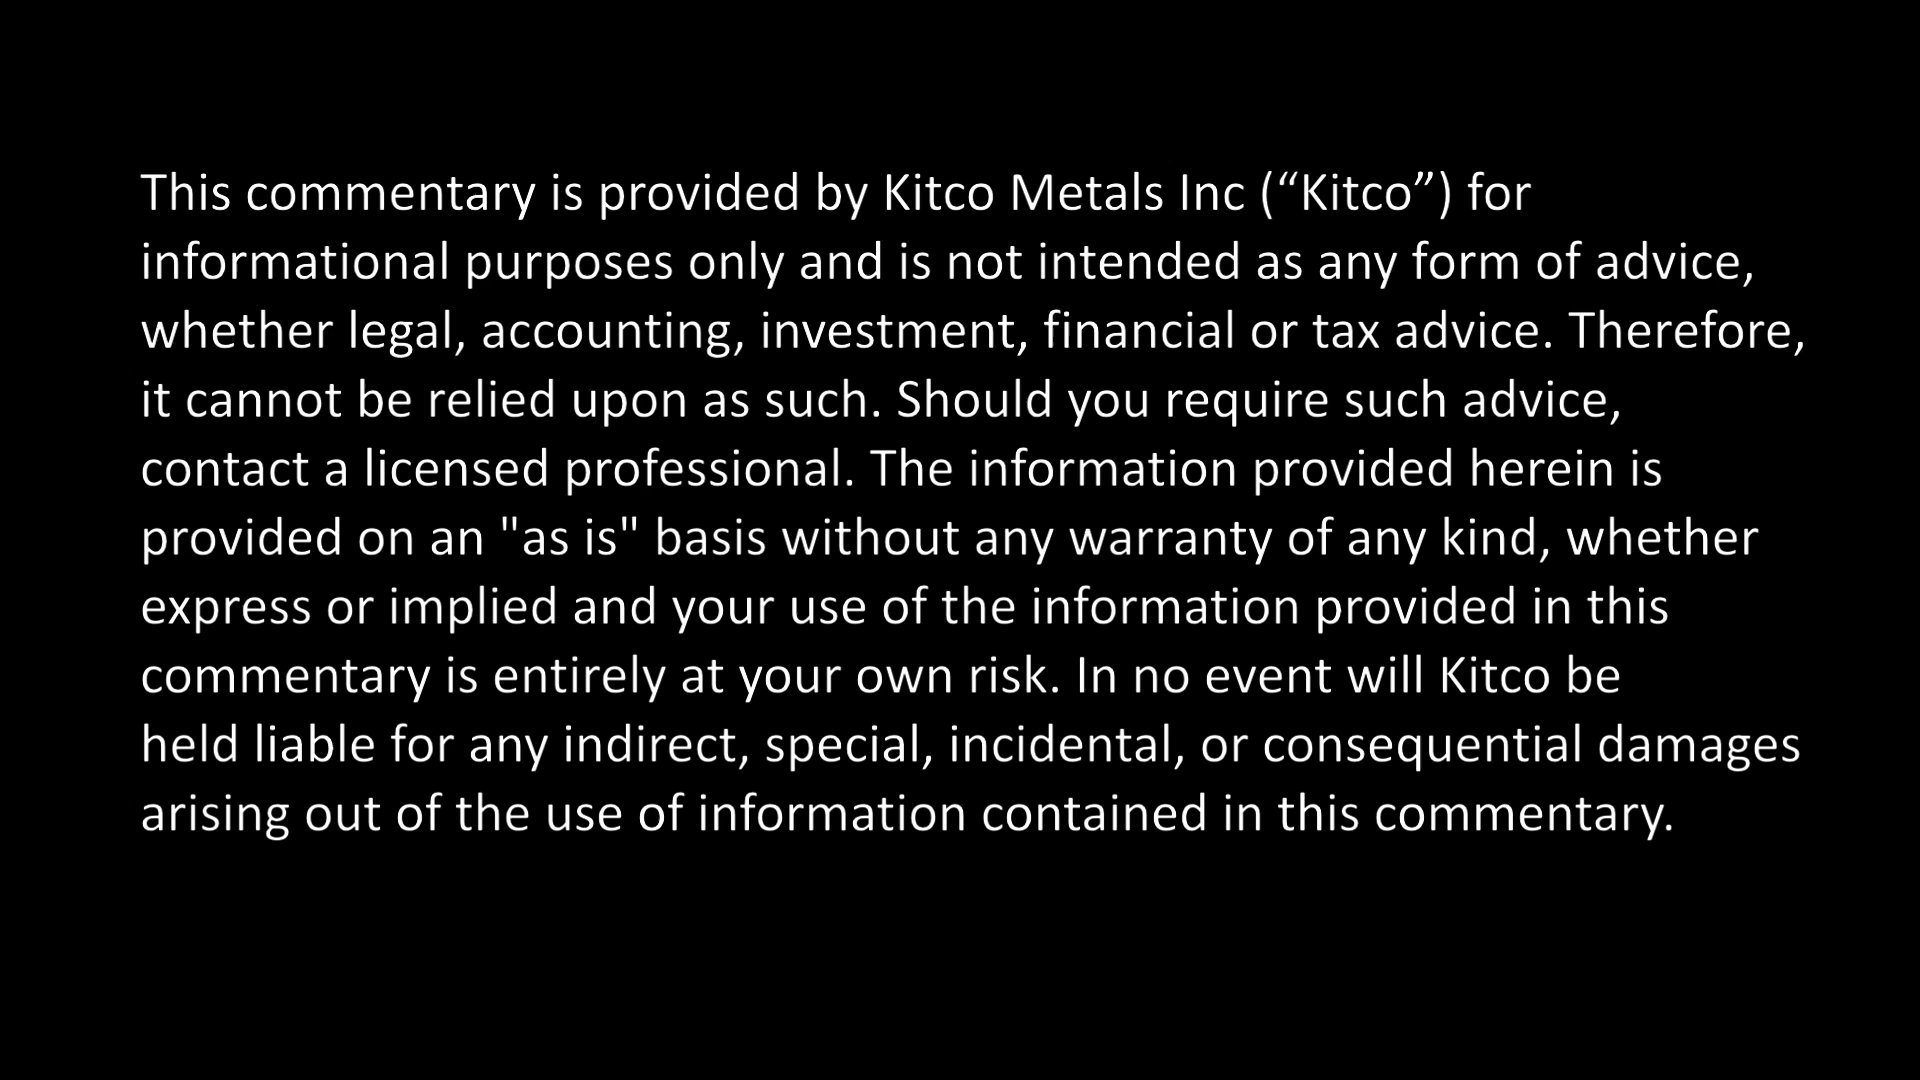 This commentary is provided by Kitco Metals Inc (“Kitco”) for
informational purposes only and is not intended as any form of advice,
whether legal, accounting, investment, financial or tax advice. Therefore,
it cannot be relied upon as such. Should you require such advice,
contact a licensed professional. The information provided herein is
provided on an "as is" basis without any warranty of any kind, whether
express or implied and your use of the information provided in this
commentary is entirely at your own risk. In no event will Kitco be
held liable for any indirect, special, incidental, or consequential damages
arising out of the use of information contained in this commentary.